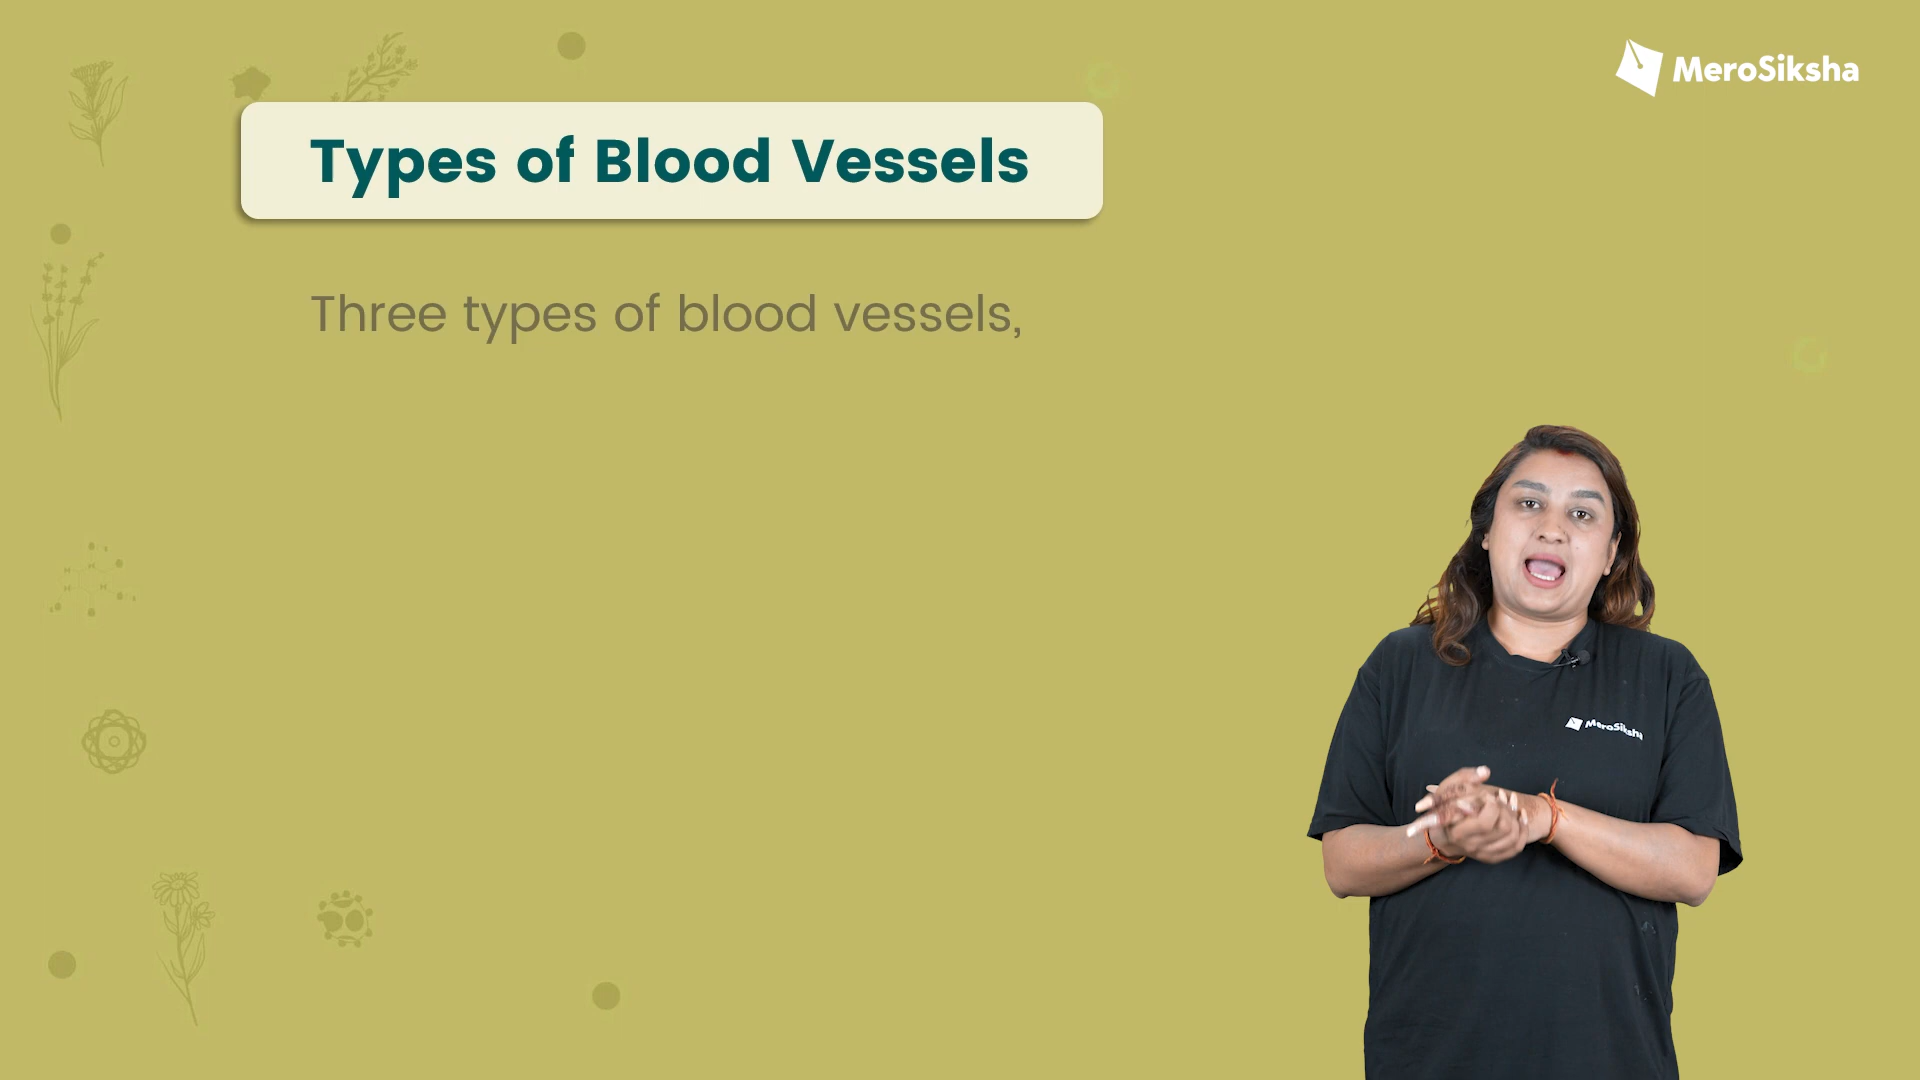 MeroSiksha
Types of Blood Vessels
Three types of blood vessels,
MeroSiksha